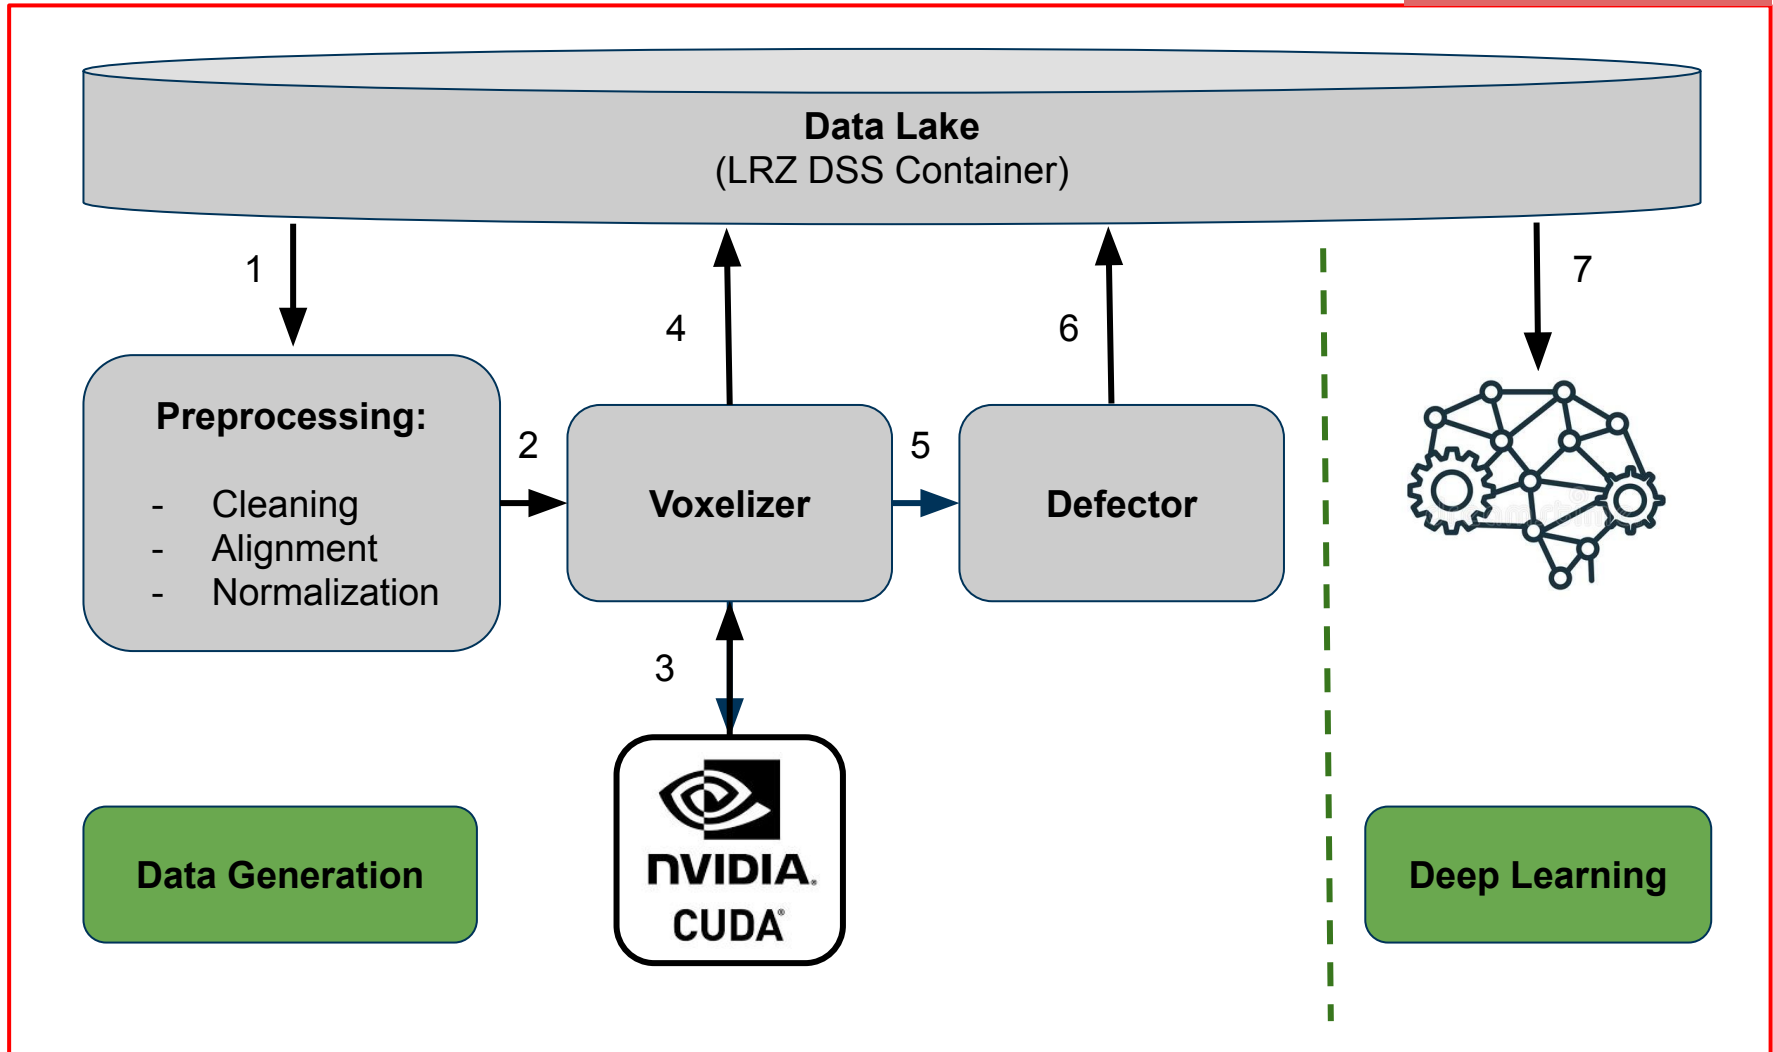 Data Lake
(LRZ DSS Container)
1
4
6
7
Preprocessing:
- Cleaning
- Alignment
- Normalization
2
Voxelizer
5
Defector
3
nVIDIA.
CUDA®
Data Generation
Deep Learning